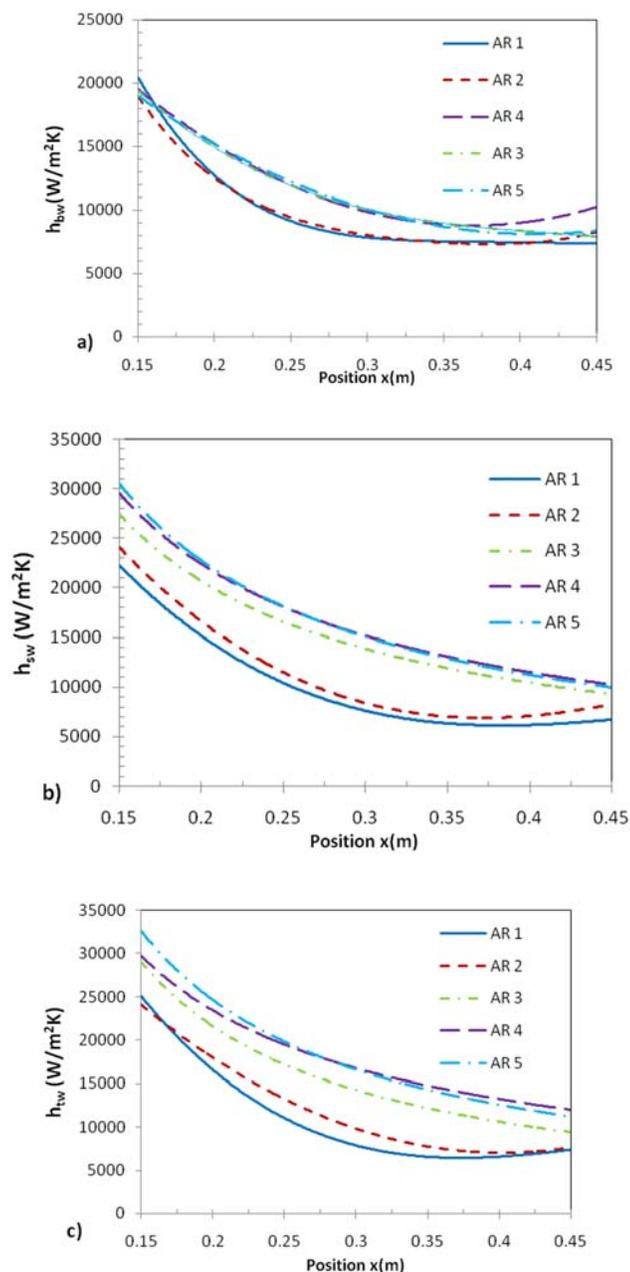 25000
20000
15000
10000
5000
0
h_bw (W/m²K)
AR 1
AR 2
AR 4
AR 3
AR 5
a)
0.15 0.2 0.25 0.3 0.35 0.4 0.45
Position x(m)
35000
30000
25000
20000
15000
10000
5000
0
h_sw (W/m²K)
AR 1
AR 2
AR 3
AR 4
AR 5
b)
0.15 0.2 0.25 0.3 0.35 0.4 0.45
Position x(m)
35000
30000
25000
20000
15000
10000
5000
0
h_tw (W/m²K)
AR 1
AR 2
AR 3
AR 4
AR 5
c)
0.15 0.2 0.25 0.3 0.35 0.4 0.45
Position x(m)